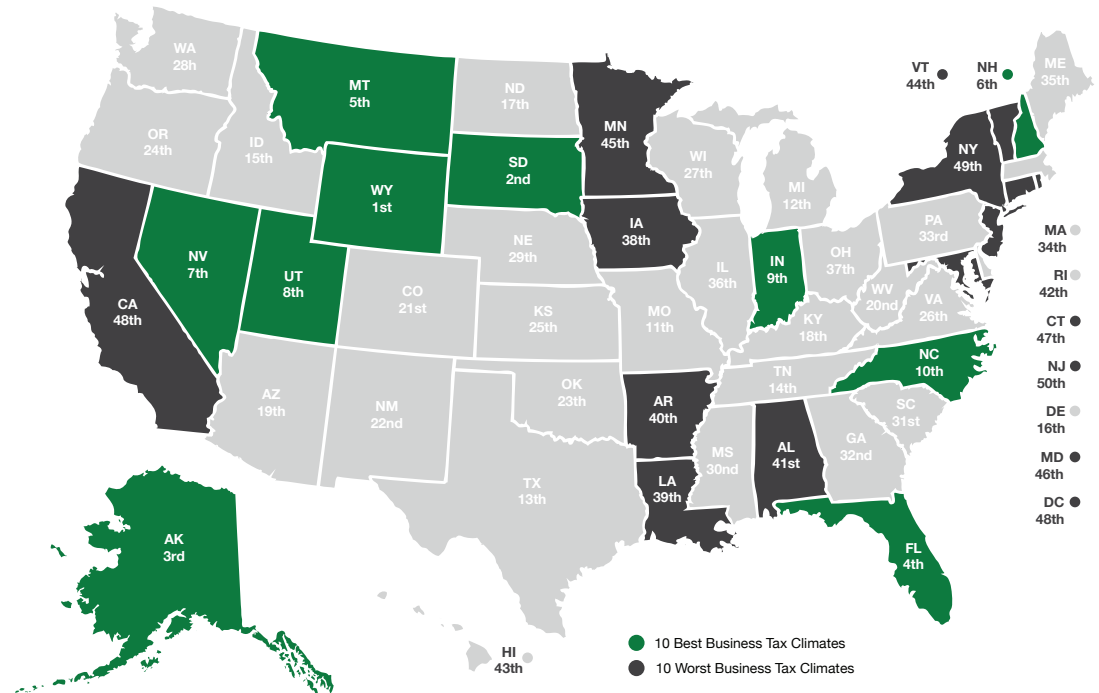 WA
28h
MT
5th
ND
17th
MN
45th
VT
44th
NH
6th
ME
35th
OR
24th
ID
15th
SD
2nd
WI
27th
NY
49th
WY
1st
MI
12th
NV
7th
UT
8th
NE
29th
IA
38th
IL
36th
IN
9th
OH
37th
PA
33rd
MA
34th
CA
48th
CO
21st
KS
25th
MO
11th
WV
20nd
VA
26th
RI
42th
KY
18th
CT
47th
NC
10th
NJ
50th
AZ
19th
NM
22nd
OK
23th
AR
40th
TN
14th
SC
31st
DE
16th
MS
30nd
AL
41st
GA
32nd
MD
46th
TX
13th
LA
39th
DC
48th
AK
3rd
FL
4th
HI
43th
10 Best Business Tax Climates
10 Worst Business Tax Climates